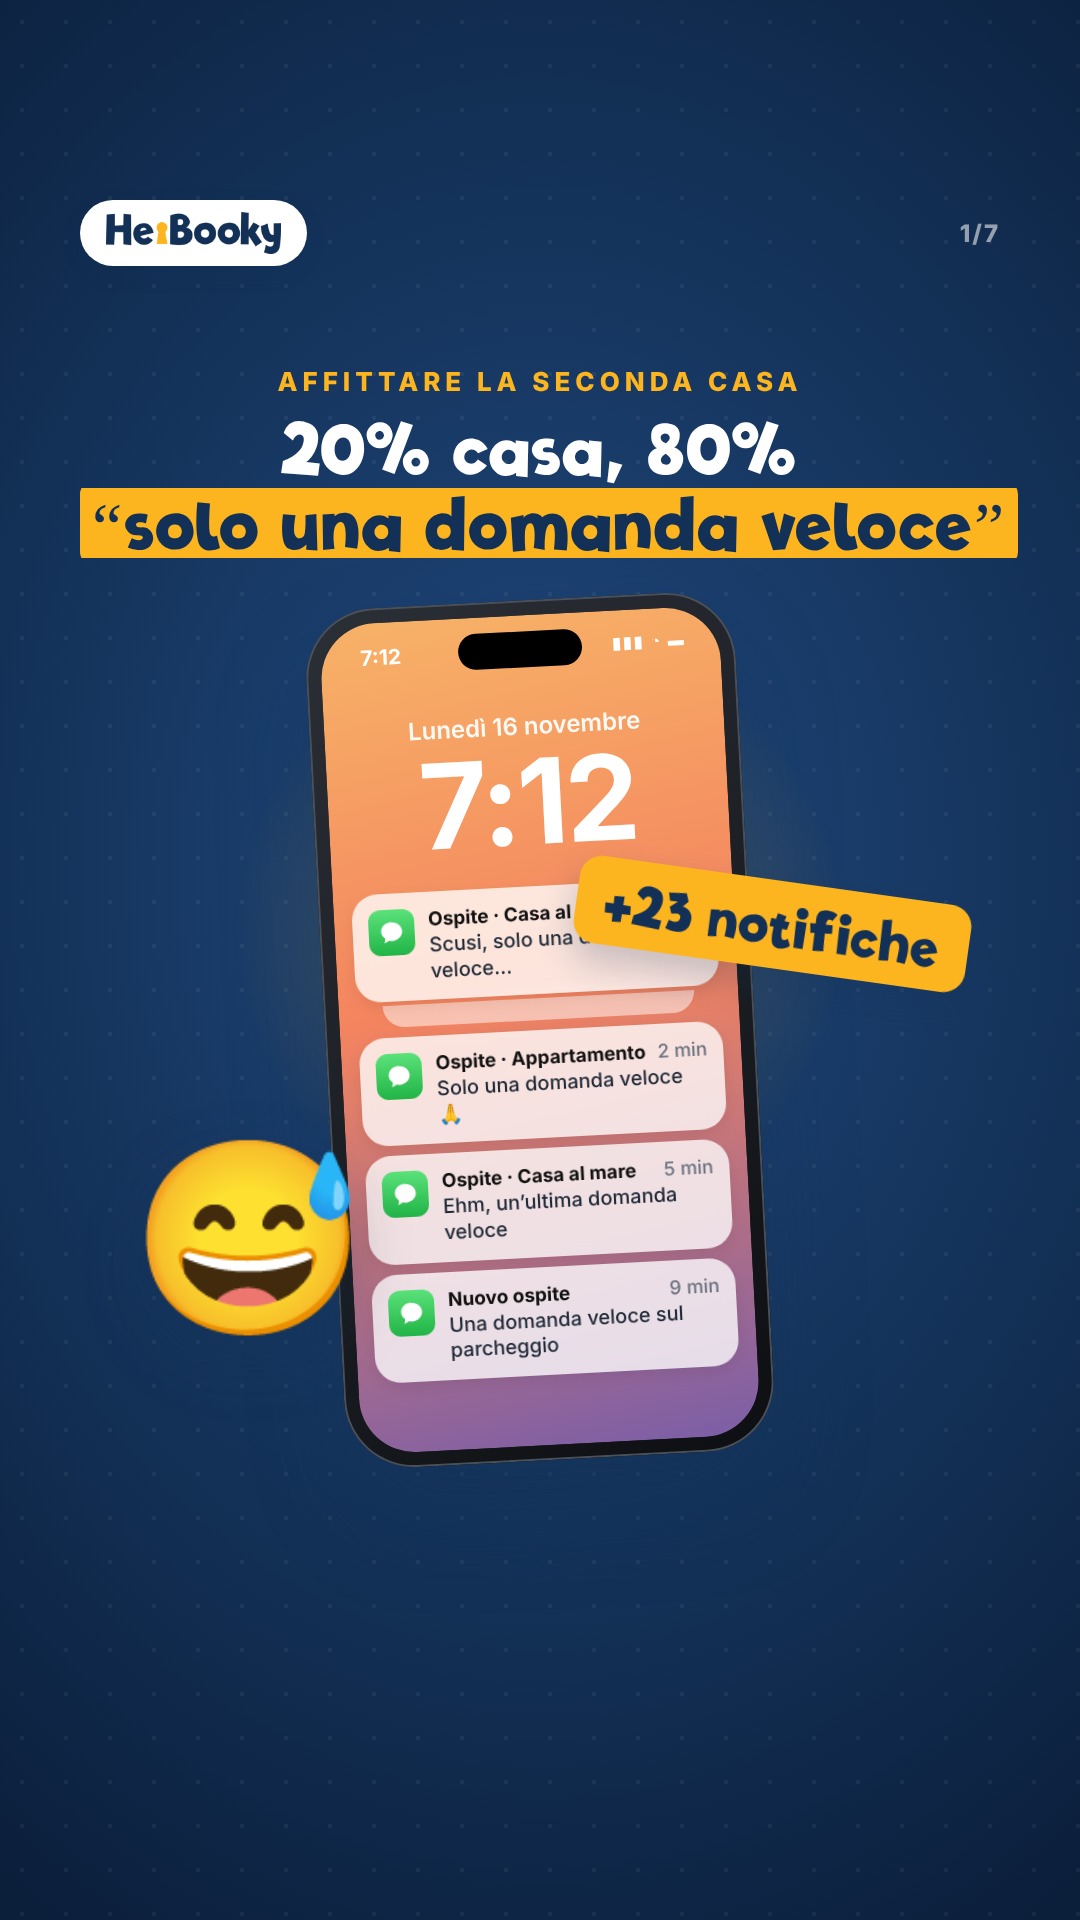 HeiBooky
1/7
AFFITTARE LA SECONDA CASA
20% casa, 80%
“solo una domanda veloce”
7:12
Lunedì 16 novembre
7:12
+23 notifiche
Ospite · Casa al
Scusi, solo una
veloce...
Ospite · Appartamento 2 min
Solo una domanda veloce
🙏
Ospite · Casa al mare 5 min
Ehm, un’ultima domanda
veloce
Nuovo ospite 9 min
Una domanda veloce sul
parcheggio